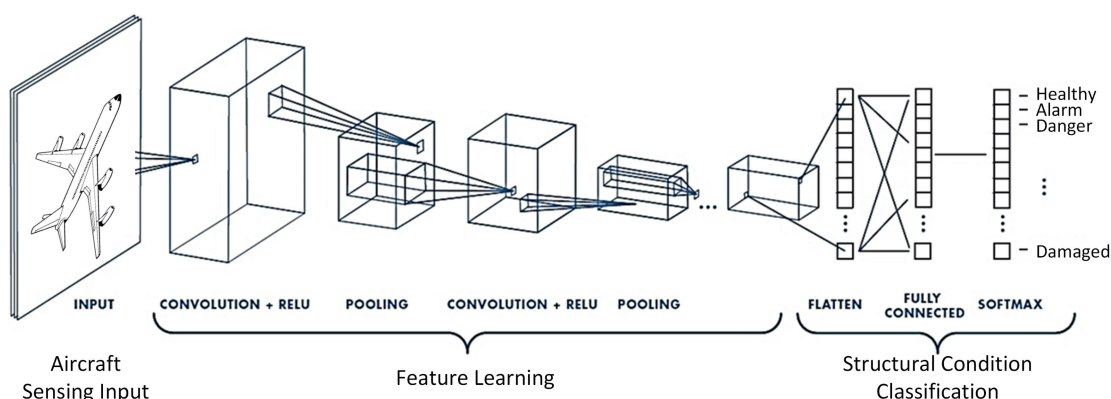 Healthy
Alarm
Danger
Damaged
INPUT
CONVOLUTION + RELU
POOLING
CONVOLUTION + RELU
POOLING
FLATTEN
FULLY
CONNECTED
SOFTMAX
Aircraft
Sensing Input
Feature Learning
Structural Condition
Classification